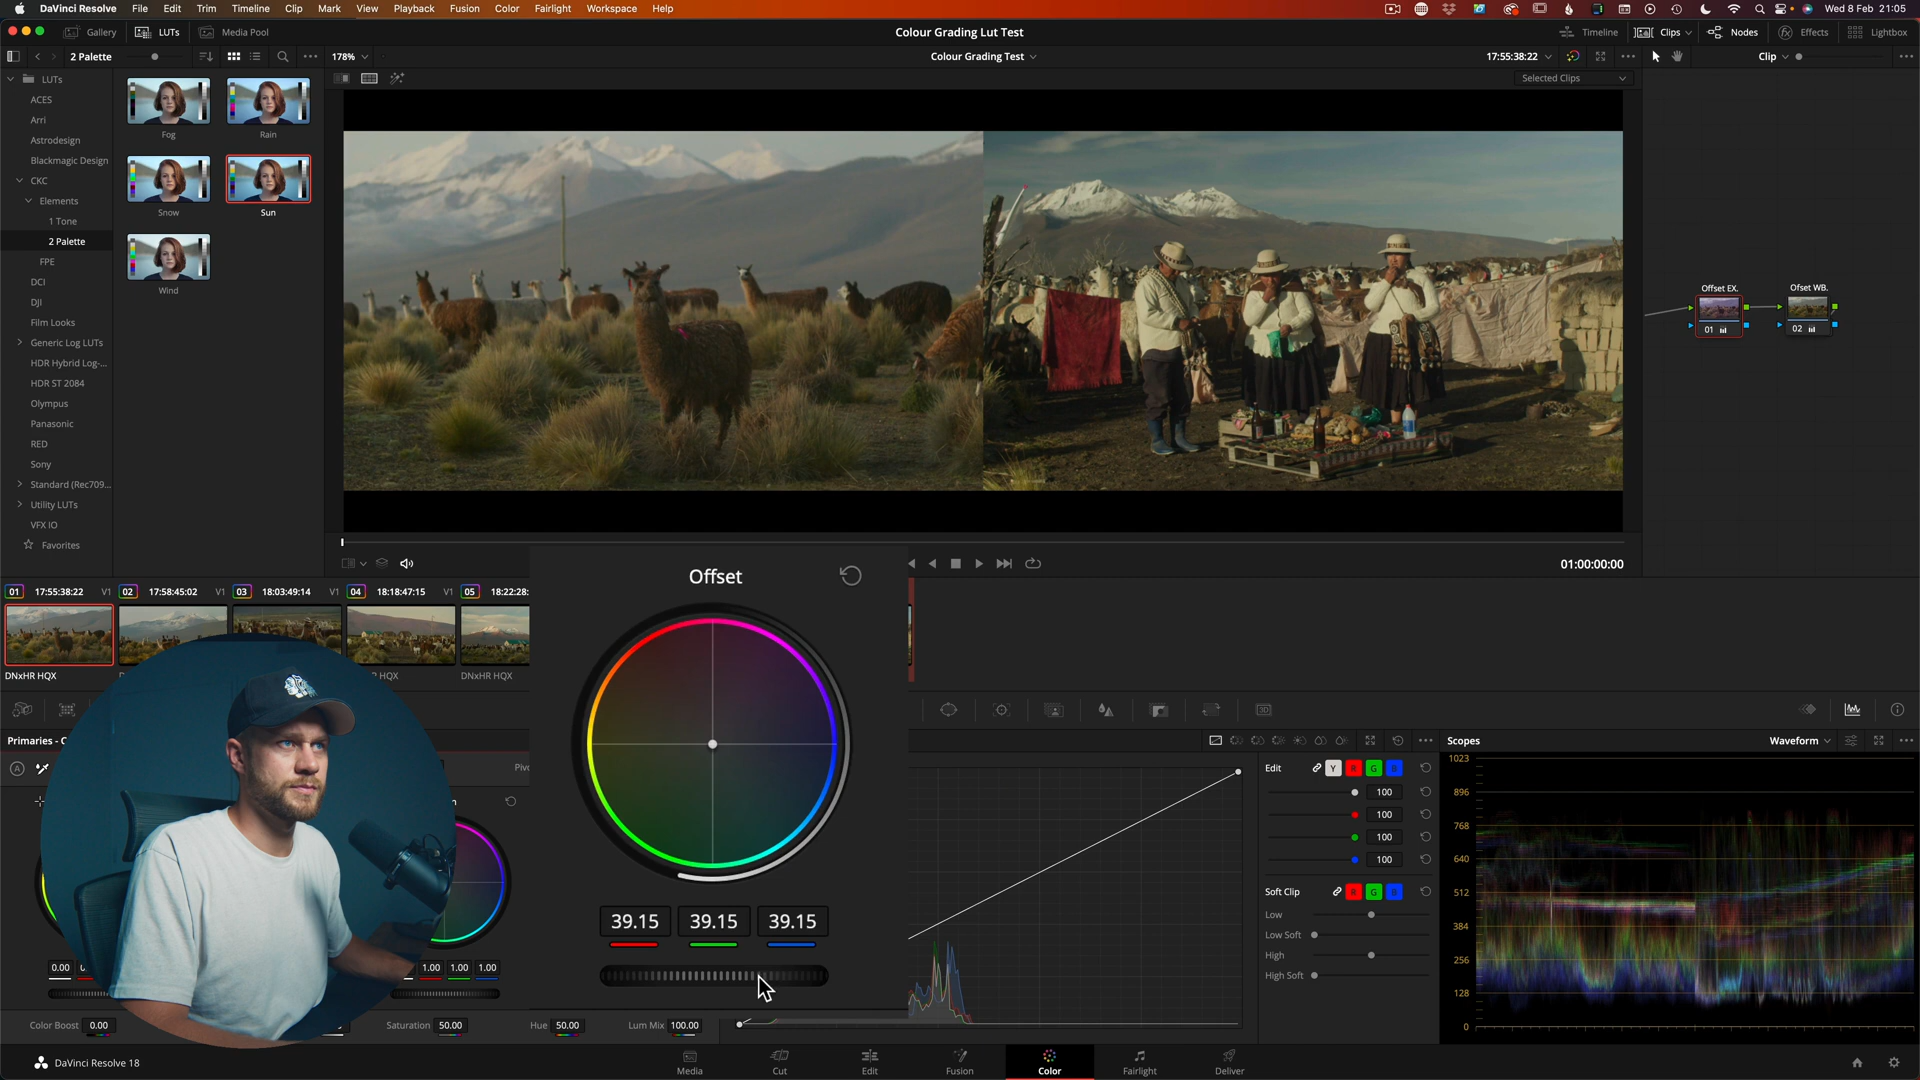 DaVinci Resolve File Edit Trim Timeline Clip Mark View Playback Fusion Color Fairlight Workspace Help Wed 8 Feb 21:05
Gallery LUTs Media Pool Colour Grading Lut Test Timeline Clips Nodes Effects Lightbox
2 Palette 178% Colour Grading Test 17:55:38:22 Clip
Selected Clips
LUTs
ACES
Arri
Astrodesign
Blackmagic Design
CKC
Elements
1 Tone
2 Palette
FPE
DCI
DJI
Film Looks
Generic Log LUTs
HDR Hybrid Log-...
HDR ST 2084
Olympus
Panasonic
RED
Sony
Standard (Rec709...
Utility LUTs
VFX IO
Favorites
Fog Rain
Snow Sun
Wind
Offset EX. Ofset WB.
01 02
01:00:00:00
01 17:55:38:22 V1 02 17:58:45:02 V1 03 18:03:49:14 V1 04 18:18:47:15 V1 05 18:22:28:
DNxHR HQX HQX DNxHR HQX
Offset
39.15 39.15 39.15
Primaries - C
A
0.00 1.00 1.00 1.00
Color Boost 0.00 Saturation 50.00 Hue 50.00 Lum Mix 100.00
3D
Edit Y R G B
100
100
100
100
Soft Clip R G B
Low
Low Soft
High
High Soft
Scopes Waveform
1023
896
768
640
512
384
256
128
0
DaVinci Resolve 18 Media Cut Edit Fusion Color Fairlight Deliver